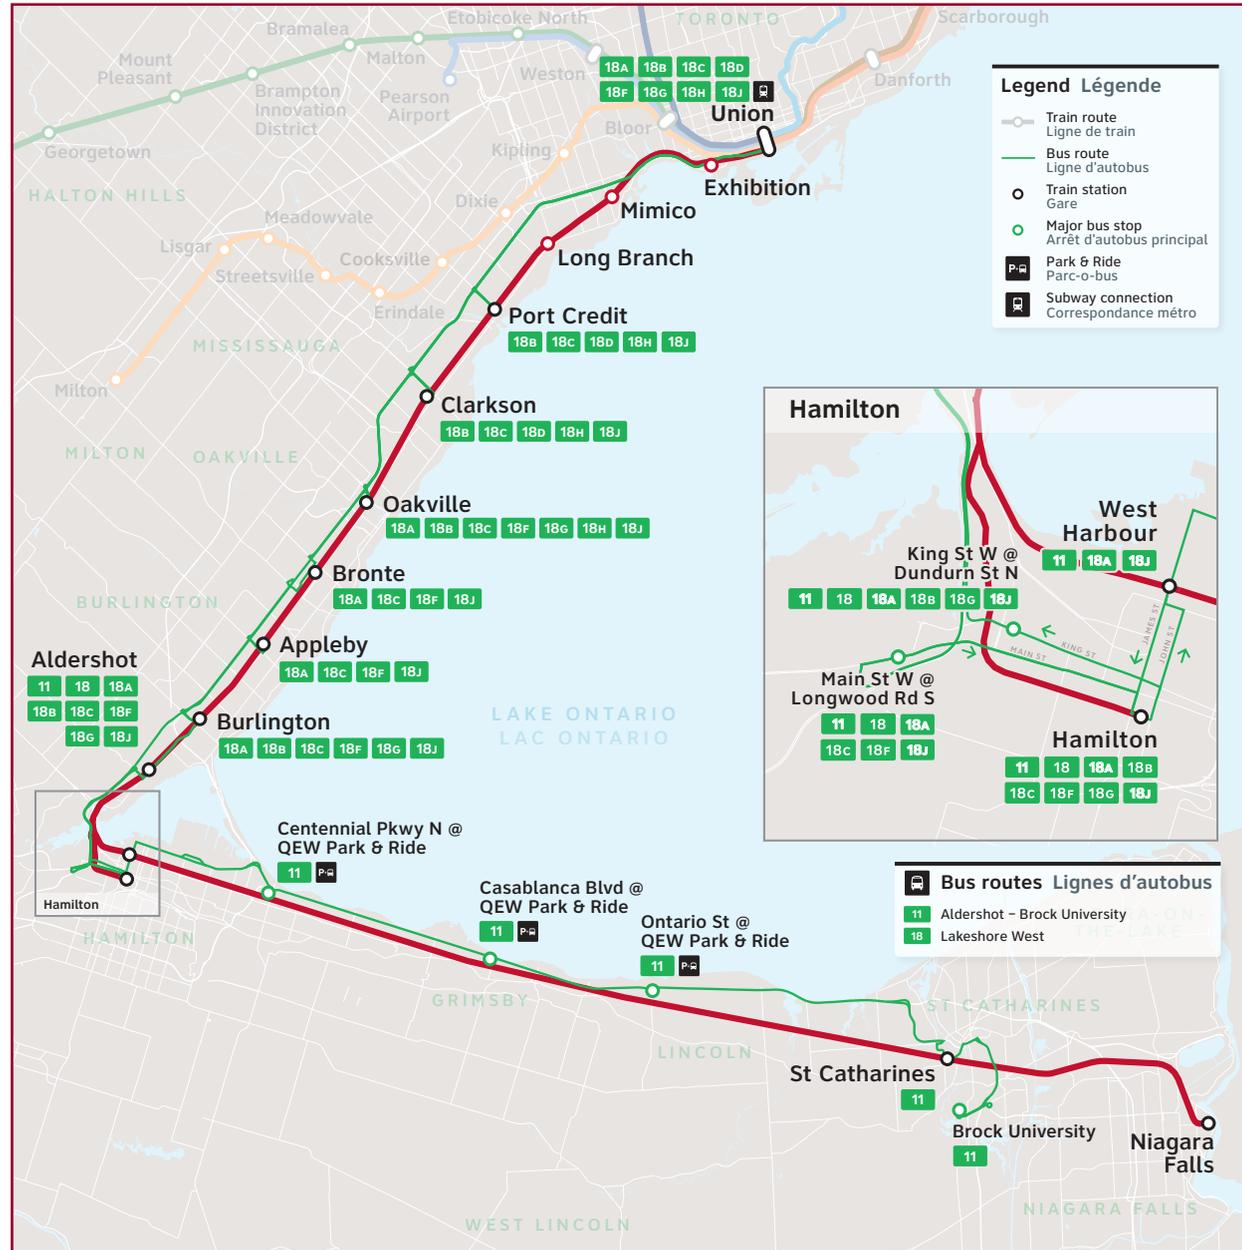 Etobicoke North
TORONTO
Scarborough
Bramalea
Malton
Mount
Pleasant
Weston
Danforth
Brampton
Innovation
District
Pearson
Airport
Georgetown
Bloor
Kipling
18A 18B 18C 18D
18F 18G 18H 18J
Union
Exhibition
Mimico
Long Branch
HALTON HILLS
Meadowvale
Dixie
Lisgar
Cooksville
Streetsville
Erindale
MISSISSAUGA
Milton
Port Credit
18B 18C 18D 18H 18J
Clarkson
18B 18C 18D 18H 18J
MILTON
OAKVILLE
Oakville
18A 18B 18C 18F 18G 18H 18J
Bronte
18A 18C 18F 18J
BURLINGTON
Appleby
18A 18C 18F 18J
Aldershot
11 18 18A
18B 18C 18F
18G 18J
Burlington
18A 18B 18C 18F 18G 18J
LAKE ONTARIO
LAC ONTARIO
Legend Légende
Train route
Ligne de train
Bus route
Ligne d'autobus
Train station
Gare
Major bus stop
Arrêt d'autobus principal
P
Park & Ride
Parc-o-bus
Subway connection
Correspondance métro
Hamilton
West
Harbour
11 18A 18J
King St W @
Dundurn St N
11 18 18A 18B 18G 18J
JAMES ST
JOHN ST
KING ST
MAIN ST
Main St W @
Longwood Rd S
11 18 18A
18C 18F 18J
Hamilton
11 18 18A 18B
18C 18F 18G 18J
Hamilton
HAMILTON
Centennial Pkwy N @
QEW Park & Ride
11 P
Casablanca Blvd @
QEW Park & Ride
11 P
Ontario St @
QEW Park & Ride
11 P
Bus routes Lignes d'autobus
11 Aldershot – Brock University
18 Lakeshore West
RA-ON-
THE-LAKE
GRIMSBY
LINCOLN
ST CATHARINES
St Catharines
11
Brock University
11
Niagara
Falls
NIAGARA FALLS
WEST LINCOLN